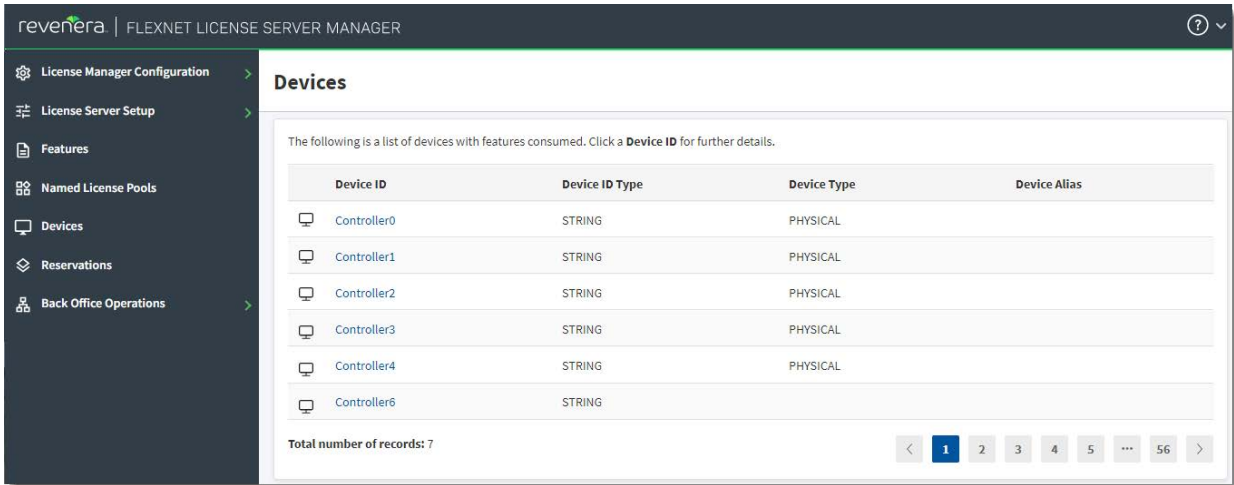 revenera. | FLEXNET LICENSE SERVER MANAGER
License Manager Configuration
License Server Setup
Features
Named License Pools
Devices
Reservations
Back Office Operations
Devices
The following is a list of devices with features consumed. Click a Device ID for further details.
Device ID Device ID Type Device Type Device Alias
Controller0 STRING PHYSICAL
Controller1 STRING PHYSICAL
Controller2 STRING PHYSICAL
Controller3 STRING PHYSICAL
Controller4 STRING PHYSICAL
Controller6 STRING
Total number of records: 7
< 1 2 3 4 5 ··· 56 >